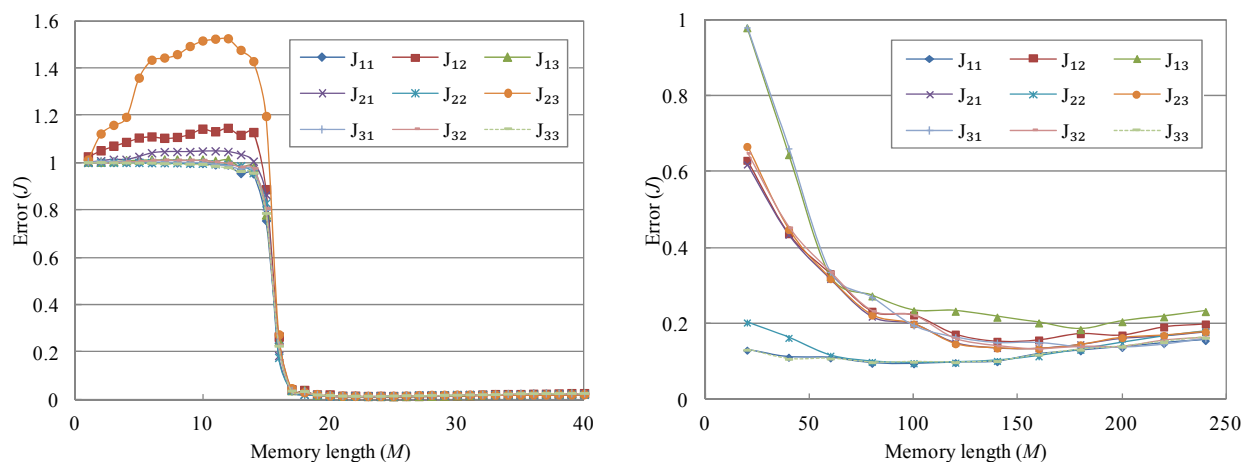 1.6
1.4
1.2
1
0.8
0.6
0.4
0.2
0
Error (J)
J₁₁ J₁₂ J₁₃
J₂₁ J₂₂ J₂₃
J₃₁ J₃₂ J₃₃
0 10 20 30 40
Memory length (M)
1
0.8
0.6
0.4
0.2
0
Error (J)
J₁₁ J₁₂ J₁₃
J₂₁ J₂₂ J₂₃
J₃₁ J₃₂ J₃₃
0 50 100 150 200 250
Memory length (M)